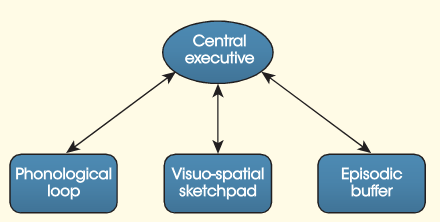 Central
executive
Phonological
loop
Visuo-spatial
sketchpad
Episodic
buffer